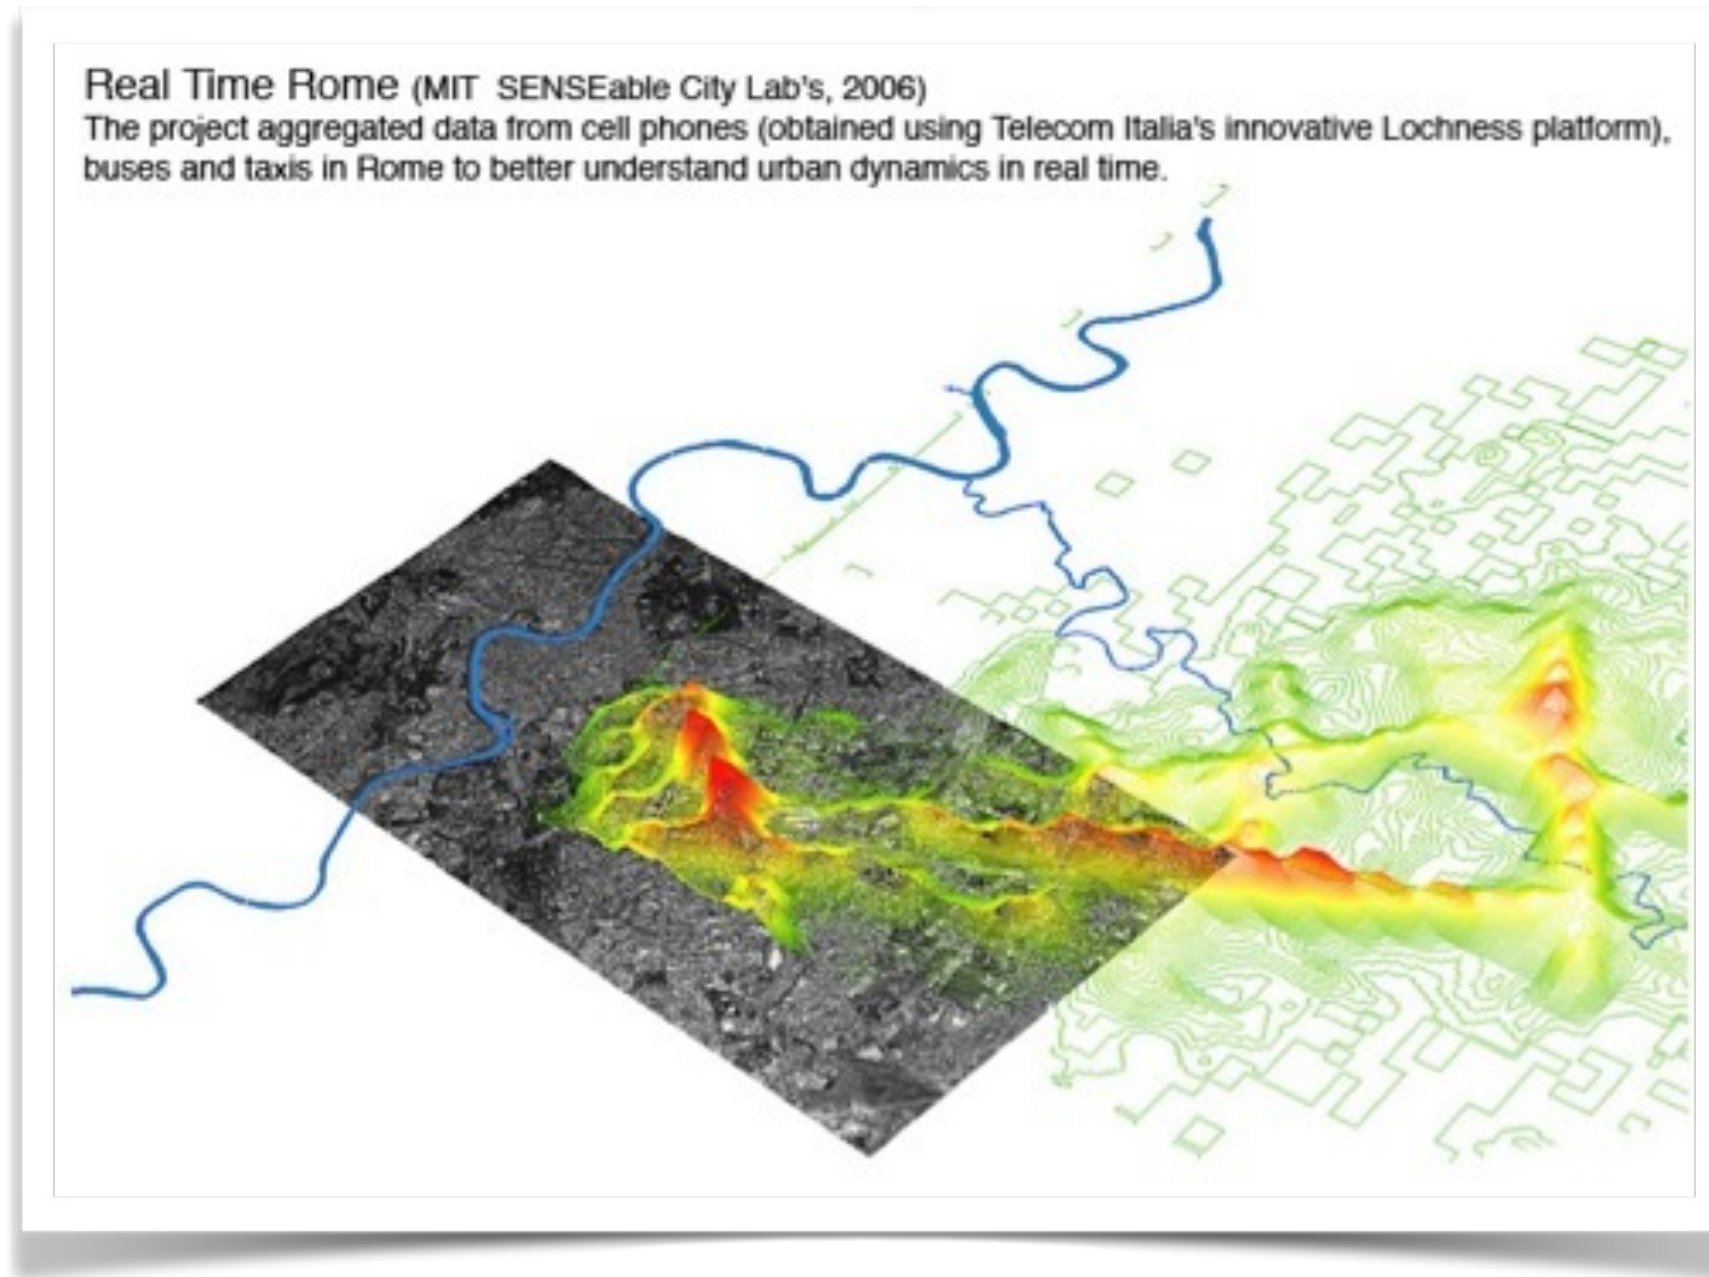 Real Time Rome (MIT SENSEable City Lab's, 2006)
The project aggregated data from cell phones (obtained using Telecom Italia's innovative Lochness platform),
buses and taxis in Rome to better understand urban dynamics in real time.